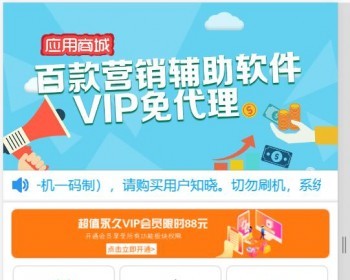 应用商城
百款营销辅助软件
VIP免代理
-机一码制），请购买用户知晓。切勿刷机，系统
超值永久VIP会员限时88元
点击立即开通>